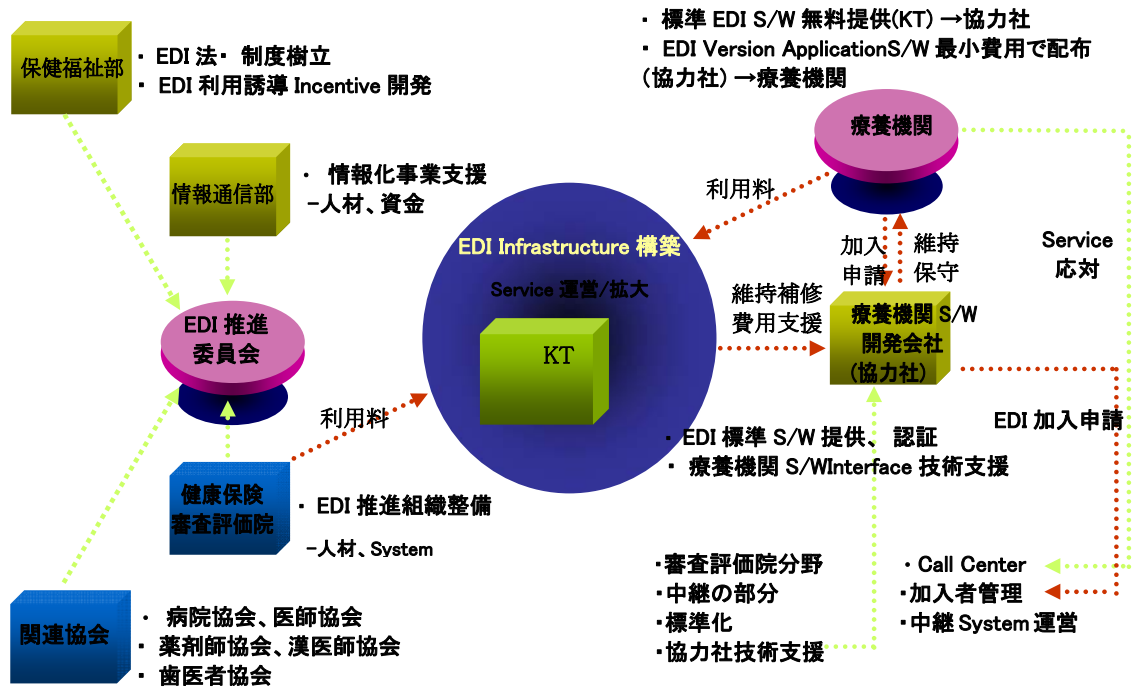 ・ 標準 EDI S/W 無料提供(KT) →協力社
・ EDI Version ApplicationS/W 最小費用で配布
(協力社) →療養機関
保健福祉部
・ EDI 法・ 制度樹立
・ EDI 利用誘導 Incentive 開発
療養機関
情報通信部
・ 情報化事業支援
-人材、資金
利用料
EDI Infrastructure 構築
Service 運営/拡大
KT
加入
申請
維持
保守
Service
応対
維持補修
費用支援
療養機関 S/W
開発会社
(協力社)
EDI 推進
委員会
利用料
EDI 加入申請
・ EDI 標準 S/W 提供、 認証
・ 療養機関 S/WInterface 技術支援
健康保険
審査評価院
・ EDI 推進組織整備
-人材、System
・審査評価院分野
・中継の部分
・標準化
・協力社技術支援
・Call Center
・加入者管理
・中継 System 運営
関連協会
・ 病院協会、医師協会
・ 薬剤師協会、漢医師協会
・ 歯医者協会